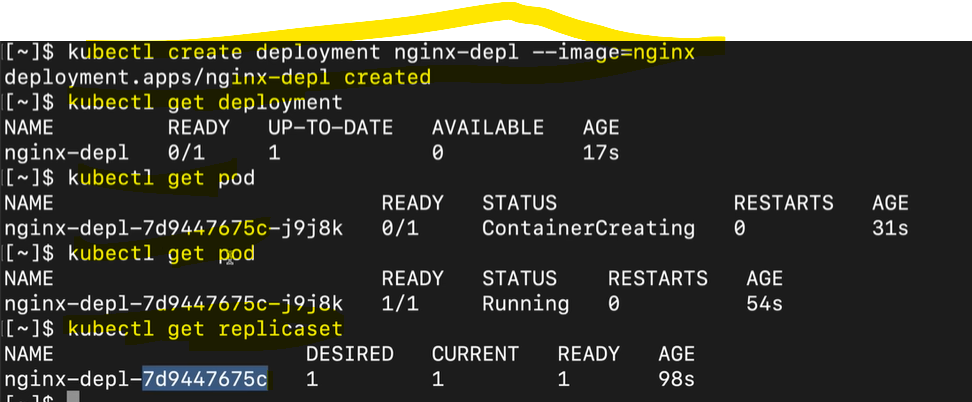 [~]$ kubectl create deployment nginx-depl --image=nginx
deployment.apps/nginx-depl created
[~]$ kubectl get deployment
NAME READY UP-TO-DATE AVAILABLE AGE
nginx-depl 0/1 1 0 17s
[~]$ kubectl get pod
NAME READY STATUS RESTARTS AGE
nginx-depl-7d9447675c-j9j8k 0/1 ContainerCreating 0 31s
[~]$ kubectl get pod
NAME READY STATUS RESTARTS AGE
nginx-depl-7d9447675c-j9j8k 1/1 Running 0 54s
[~]$ kubectl get replicaset
NAME DESIRED CURRENT READY AGE
nginx-depl-7d9447675c 1 1 1 98s
[~]$